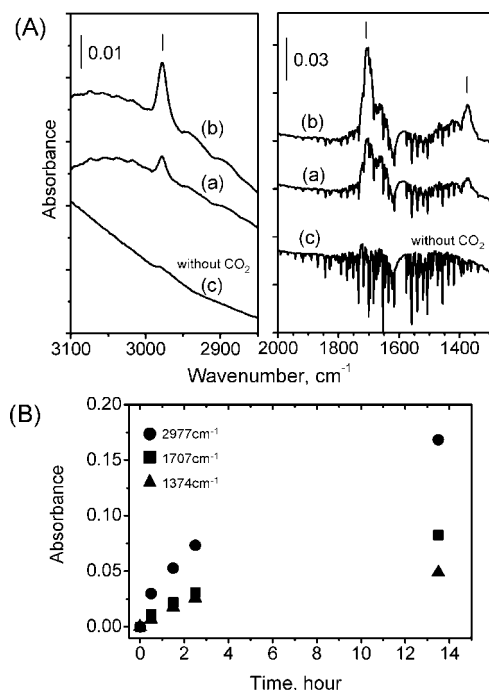 (A)
0.01
0.03
(b)
(a)
without CO₂
(c)
(b)
(a)
(c)
without CO₂
Absorbance
3100 3000 2900
2000 1800 1600 1400
Wavenumber, cm⁻¹
(B)
0.20
0.15
0.10
0.05
0.00
2977cm⁻¹
1707cm⁻¹
1374cm⁻¹
Absorbance
0 2 4 6 8 10 12 14
Time, hour